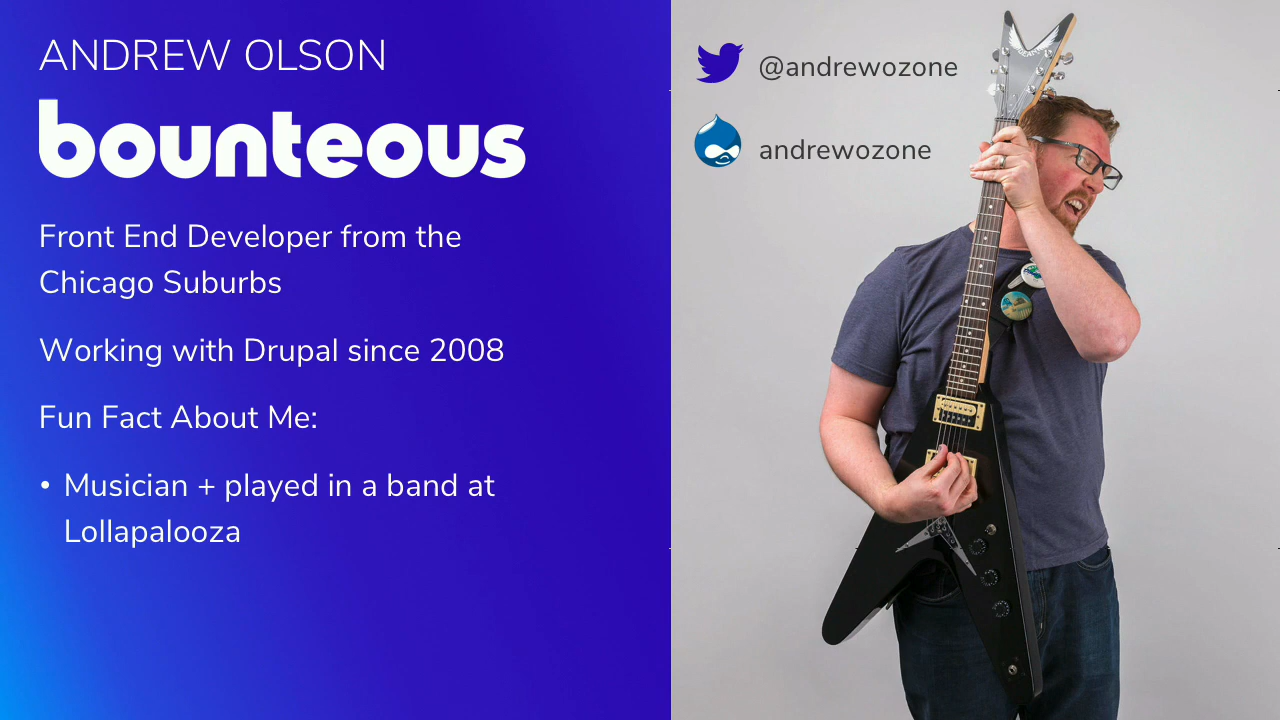 ANDREW OLSON
bounteous
Front End Developer from the
Chicago Suburbs
Working with Drupal since 2008
Fun Fact About Me:
• Musician + played in a band at
Lollapalooza
@andrewozone
andrewozone